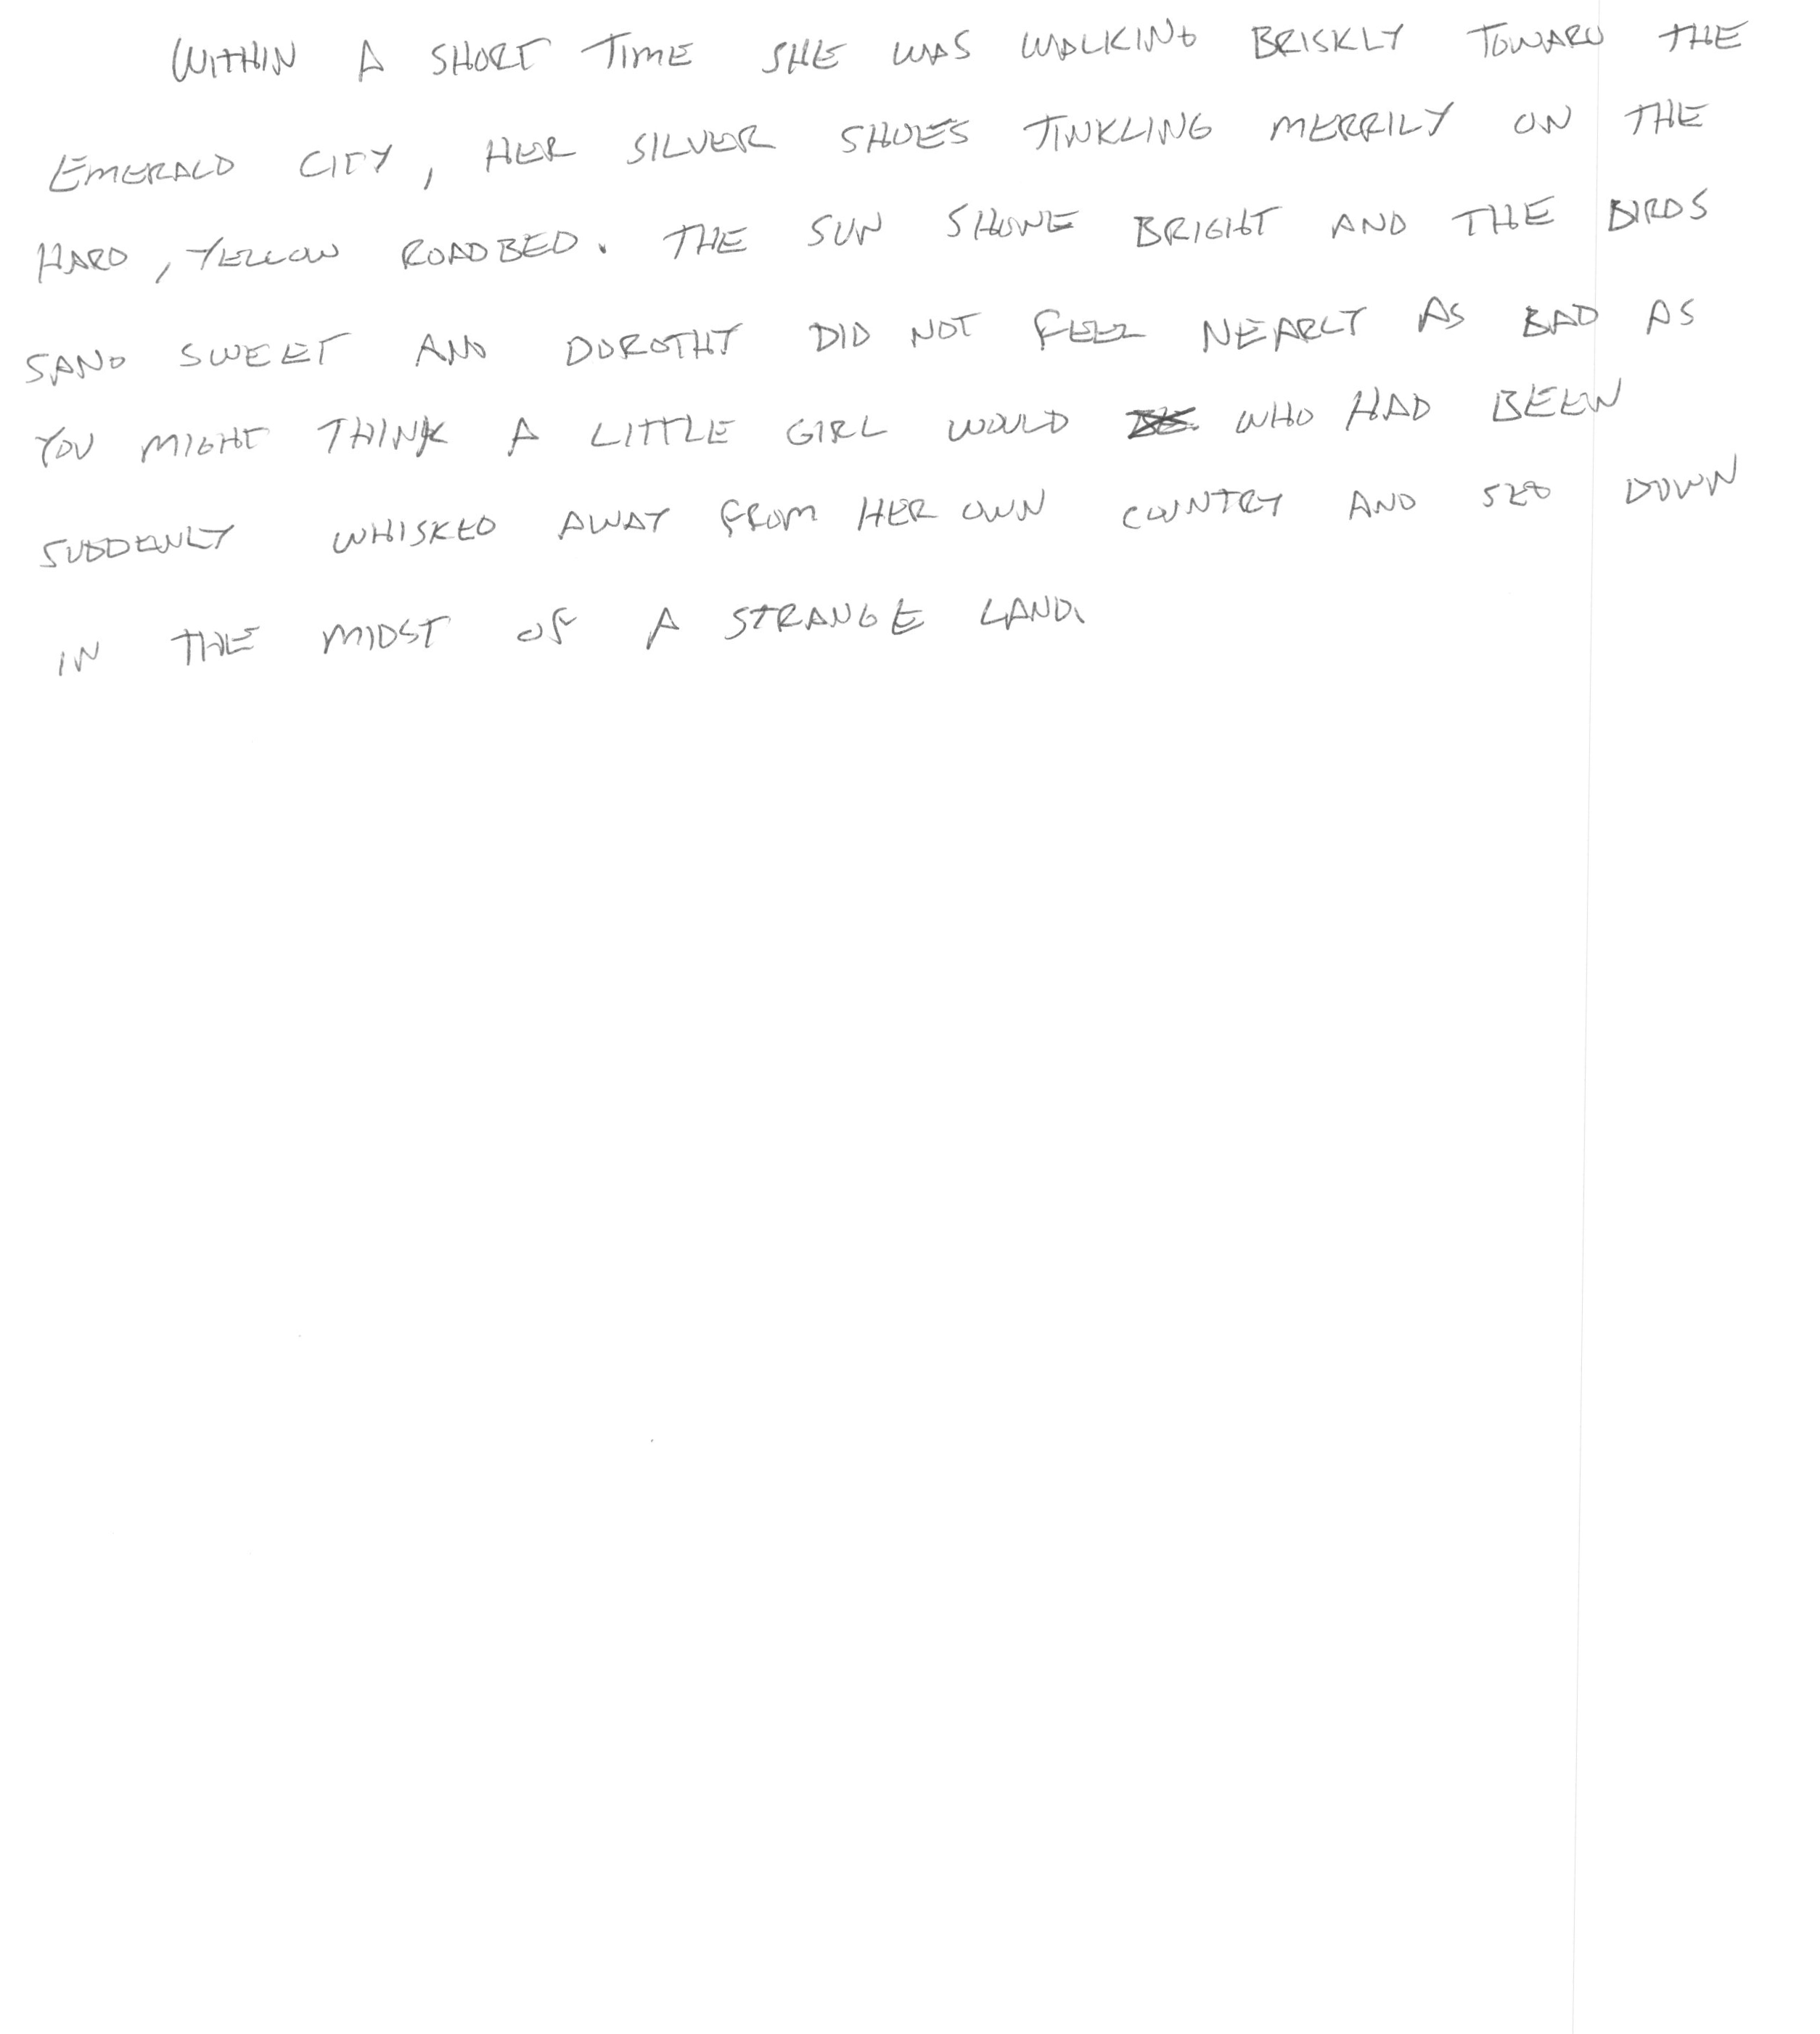 WITHIN A SHORT TIME SHE WAS WALKING BRISKLY TOWARD THE
EMERALD CITY, HER SILVER SHOES TINKLING MERRILY ON THE
HARD, YELLOW ROADBED. THE SUN SHONE BRIGHT AND THE BIRDS
SANG SWEET AND DOROTHY DID NOT FEEL NEARLY AS BAD AS
YOU MIGHT THINK A LITTLE GIRL WOULD WHO HAD BEEN
SUDDENLY WHISKED AWAY FROM HER OWN COUNTRY AND SET DOWN
IN THE MIDST OF A STRANGE LAND.